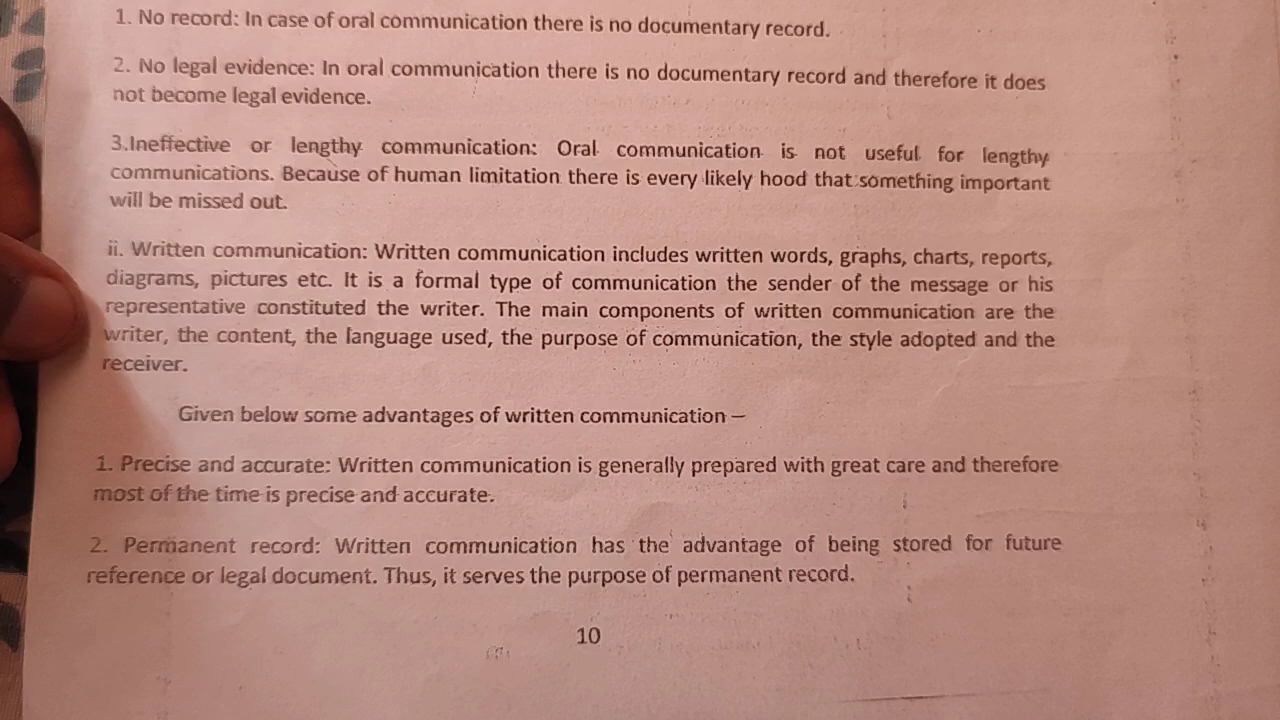 1. No record: In case of oral communication there is no documentary record.
2. No legal evidence: In oral communication there is no documentary record and therefore it does
not become legal evidence.
3.Ineffective or lengthy communication: Oral communication is not useful for lengthy
communications. Because of human limitation there is every likely hood that something important
will be missed out.
ii. Written communication: Written communication includes written words, graphs, charts, reports,
diagrams, pictures etc. It is a formal type of communication the sender of the message or his
representative constituted the writer. The main components of written communication are the
writer, the content, the language used, the purpose of communication, the style adopted and the
receiver.
Given below some advantages of written communication –
1. Precise and accurate: Written communication is generally prepared with great care and therefore
most of the time is precise and accurate.
2. Permanent record: Written communication has the advantage of being stored for future
reference or legal document. Thus, it serves the purpose of permanent record.
10